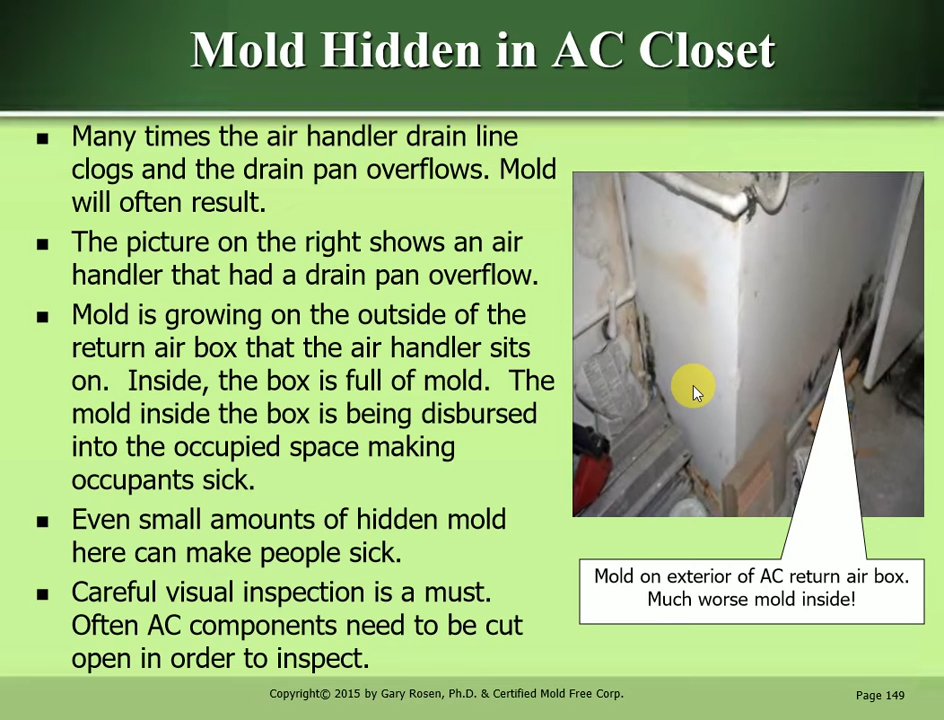 Mold Hidden in AC Closet
Many times the air handler drain line
clogs and the drain pan overflows. Mold
will often result.
The picture on the right shows an air
handler that had a drain pan overflow.
Mold is growing on the outside of the
return air box that the air handler sits
on.  Inside, the box is full of mold.  The
mold inside the box is being disbursed
into the occupied space making
occupants sick.
Even small amounts of hidden mold
here can make people sick.
Careful visual inspection is a must.
Often AC components need to be cut
open in order to inspect.
Mold on exterior of AC return air box.
Much worse mold inside!
Copyright© 2015 by Gary Rosen, Ph.D. & Certified Mold Free Corp.
Page 149